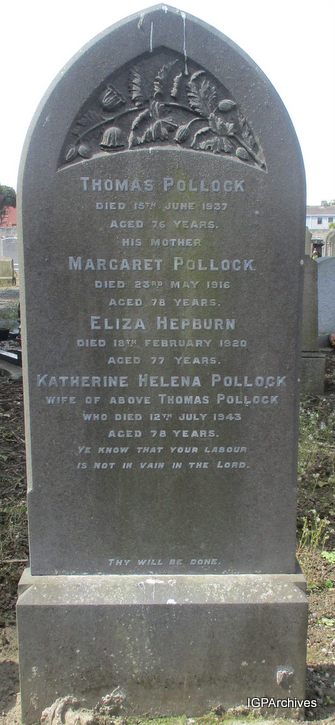 Thomas Pollock
died 15th June 1937
aged 76 years.
his mother
Margaret Pollock.
died 23rd May 1916
aged 78 years.
Eliza Hepburn
died 18th February 1920
aged 77 years.
Katherine Helena Pollock
wife of above Thomas Pollock
who died 12th July 1943
aged 78 years.
Ye know that your labour
is not in vain in the Lord.
Thy will be done.
IGPArchives